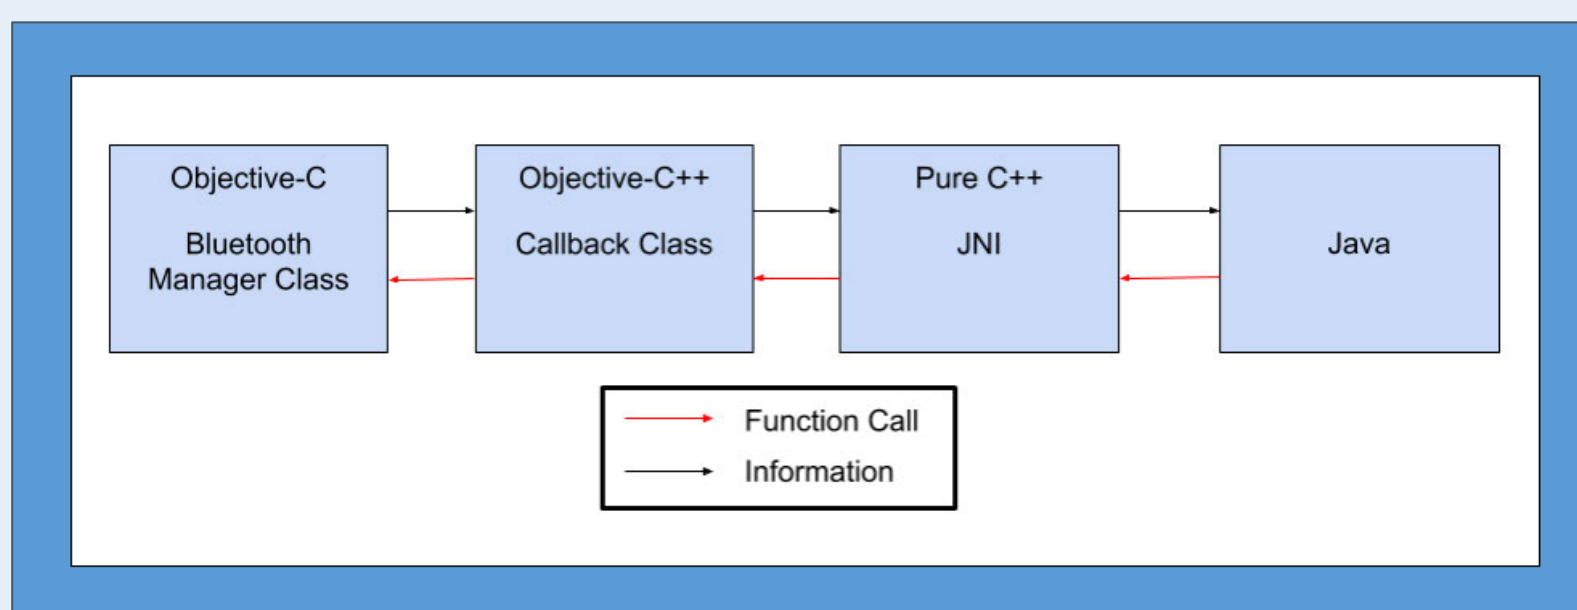 Objective-C
Bluetooth
Manager Class
Objective-C++
Callback Class
Pure C++
JNI
Java
Function Call
Information